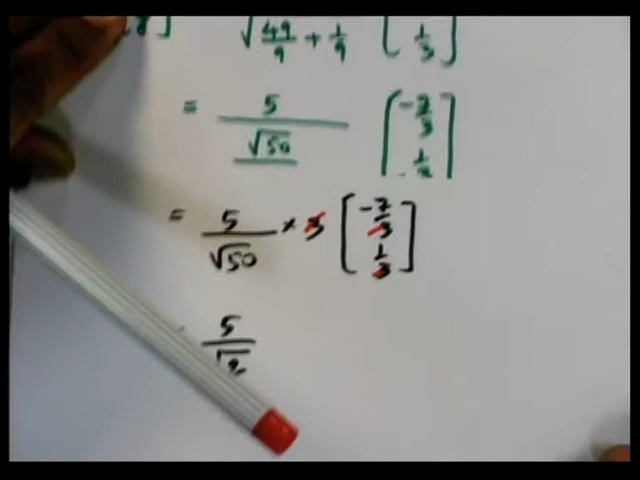 8] √(49/9 + 1/9) [ 1/3 ]
= 5/√50 [ -7/3 1/3 ]
= 5/√50 × 3 [ -7/3 1/3 ]
5/√2